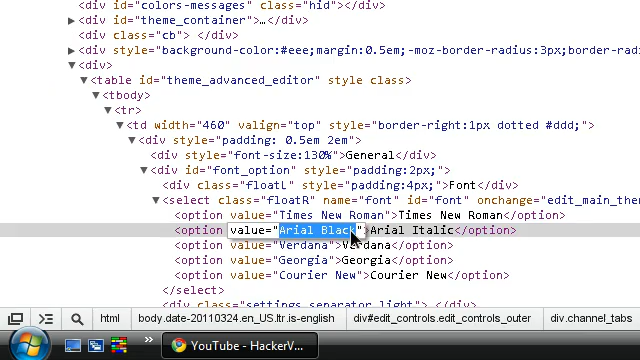 <div id="colors-messages" class="hid"></div>
▶<div id="theme_container">…</div>
<div class="cb"> </div>
▶<div style="background-color:#eee;margin:0.5em;-moz-border-radius:3px;border-radius
▼<div>
▼<table id="theme_advanced_editor" style class>
▼<tbody>
▼<tr>
▼<td width="460" valign="top" style="border-right:1px dotted #ddd;">
▼<div style="padding: 0.5em 2em">
<div style="font-size:130%">General</div>
▼<div id="font_option" style="padding:2px;">
<div class="floatL" style="padding:4px;">Font</div>
▼<select class="floatR" name="font" id="font" onchange="edit_main_the
<option value="Times New Roman">Times New Roman</option>
<option value="Arial Black">Arial Italic</option>
<option value="Verdana">Verdana</option>
<option value="Georgia">Georgia</option>
<option value="Courier New">Courier New</option>
</select>
<div class="settings_separator_light"> </div>
html body.date-20110324.en_US.ltr.is-english div#edit_controls.edit_controls_outer div.channel_tabs
YouTube - HackerV...